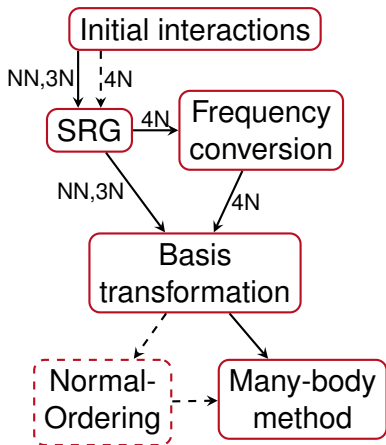 Initial interactions
NN,3N
4N
SRG
4N
Frequency
conversion
NN,3N
4N
Basis
transformation
Normal-
Ordering
Many-body
method